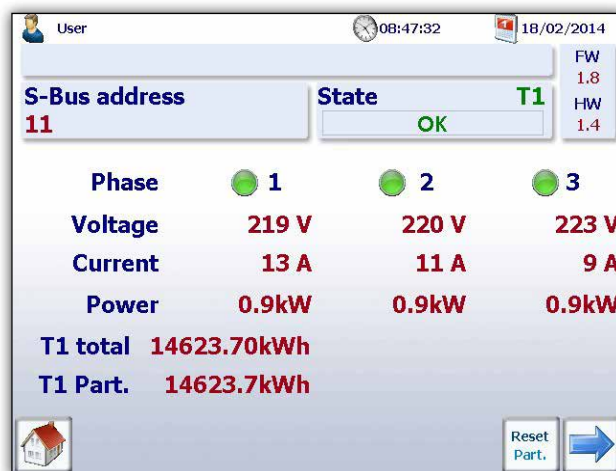 User 08:47:32 18/02/2014
FW
1.8
S-Bus address State T1 HW
11 OK 1.4
Phase 1 2 3
Voltage 219 V 220 V 223 V
Current 13 A 11 A 9 A
Power 0.9kW 0.9kW 0.9kW
T1 total 14623.70kWh
T1 Part. 14623.7kWh
Reset
Part.